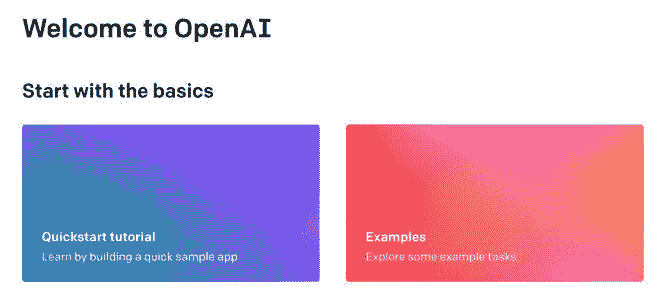 Welcome to OpenAI
Start with the basics
Quickstart tutorial
Learn by building a quick sample app
Examples
Explore some example tasks